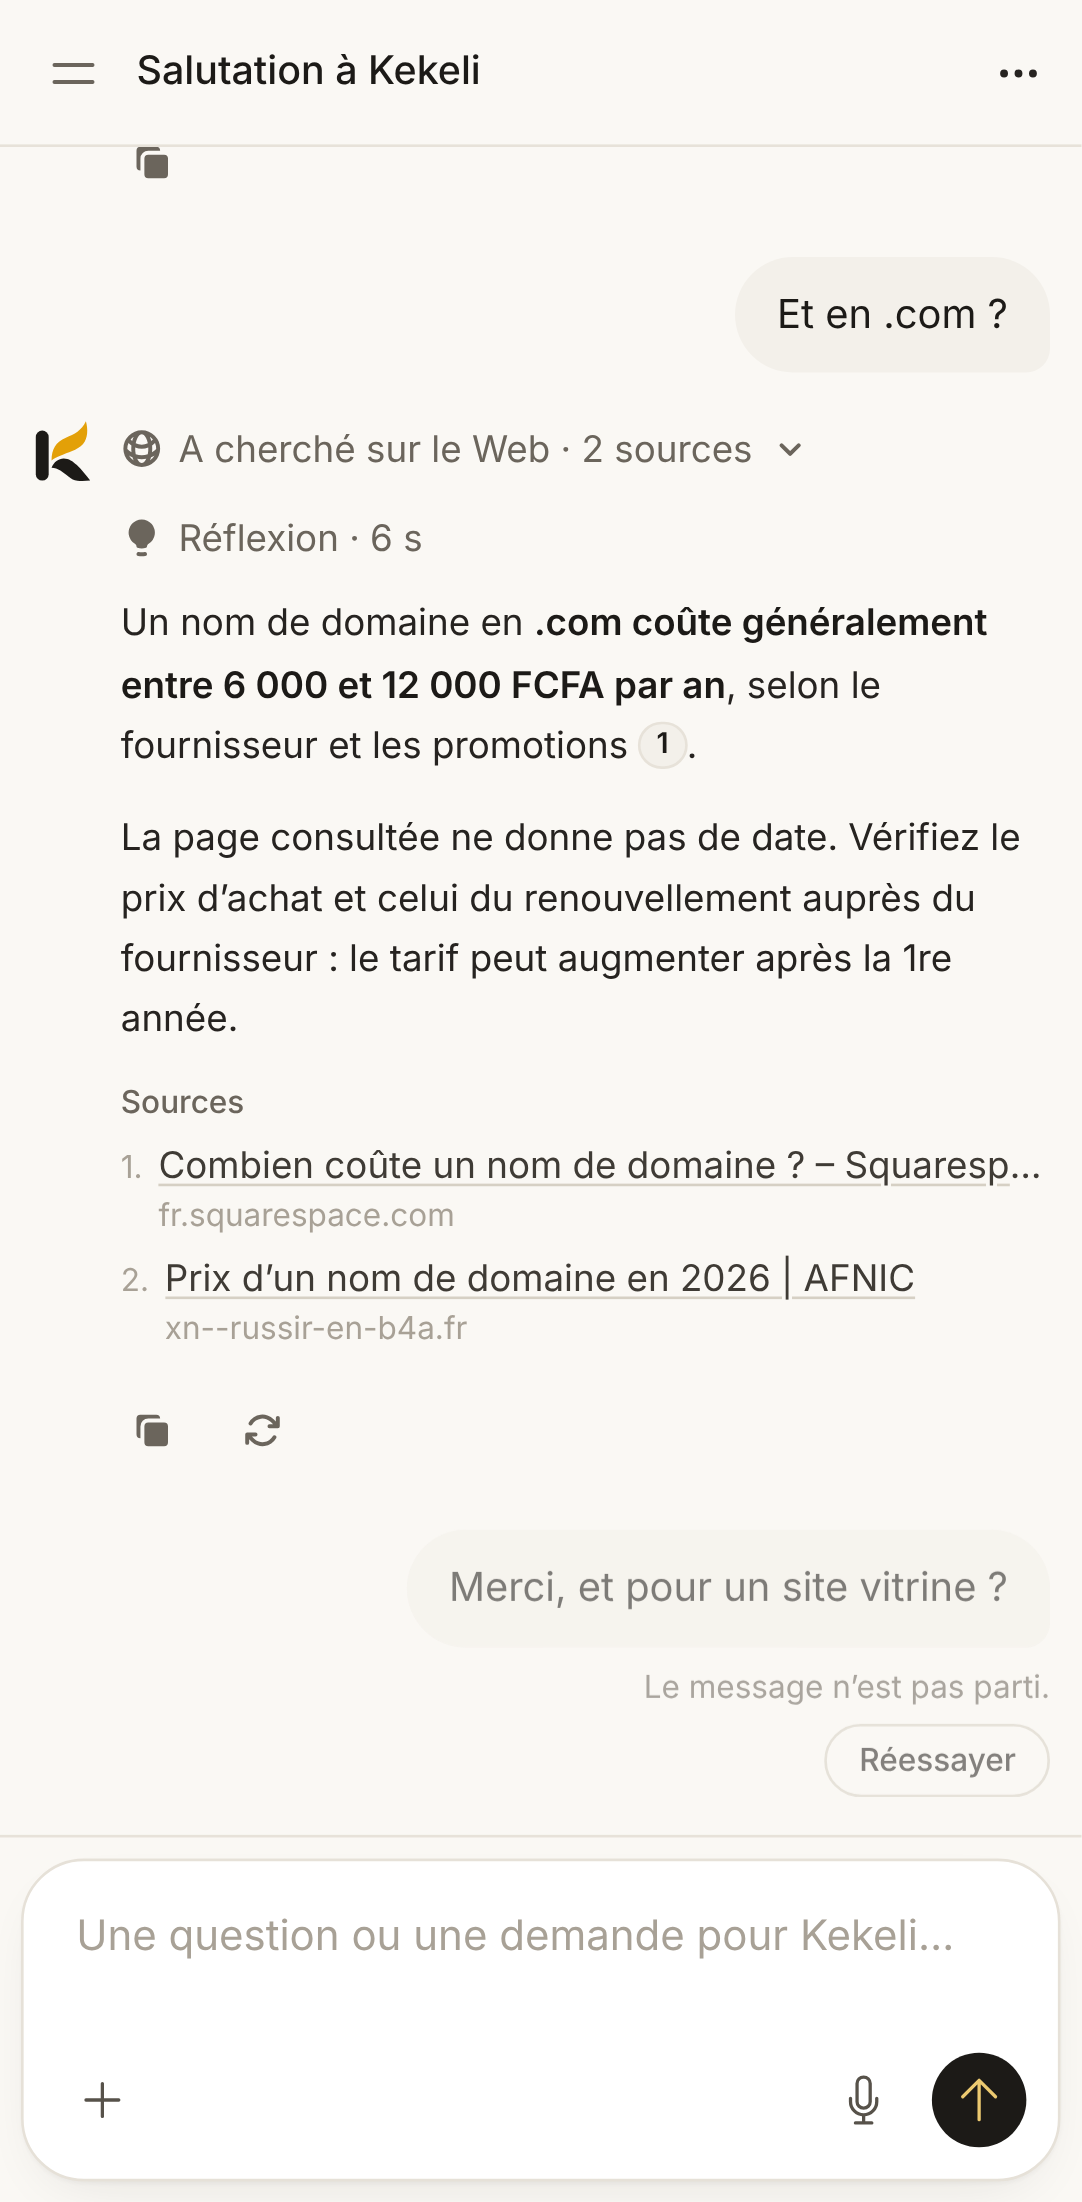 Salutation à Kekeli
Et en .com ?
A cherché sur le Web · 2 sources
Réflexion · 6 s
Un nom de domaine en .com coûte généralement
entre 6 000 et 12 000 FCFA par an, selon le
fournisseur et les promotions 1.
La page consultée ne donne pas de date. Vérifiez le
prix d’achat et celui du renouvellement auprès du
fournisseur : le tarif peut augmenter après la 1re
année.
Sources
1. Combien coûte un nom de domaine ? – Squaresp...
fr.squarespace.com
2. Prix d’un nom de domaine en 2026 | AFNIC
xn--russir-en-b4a.fr
Merci, et pour un site vitrine ?
Le message n’est pas parti.
Réessayer
Une question ou une demande pour Kekeli...